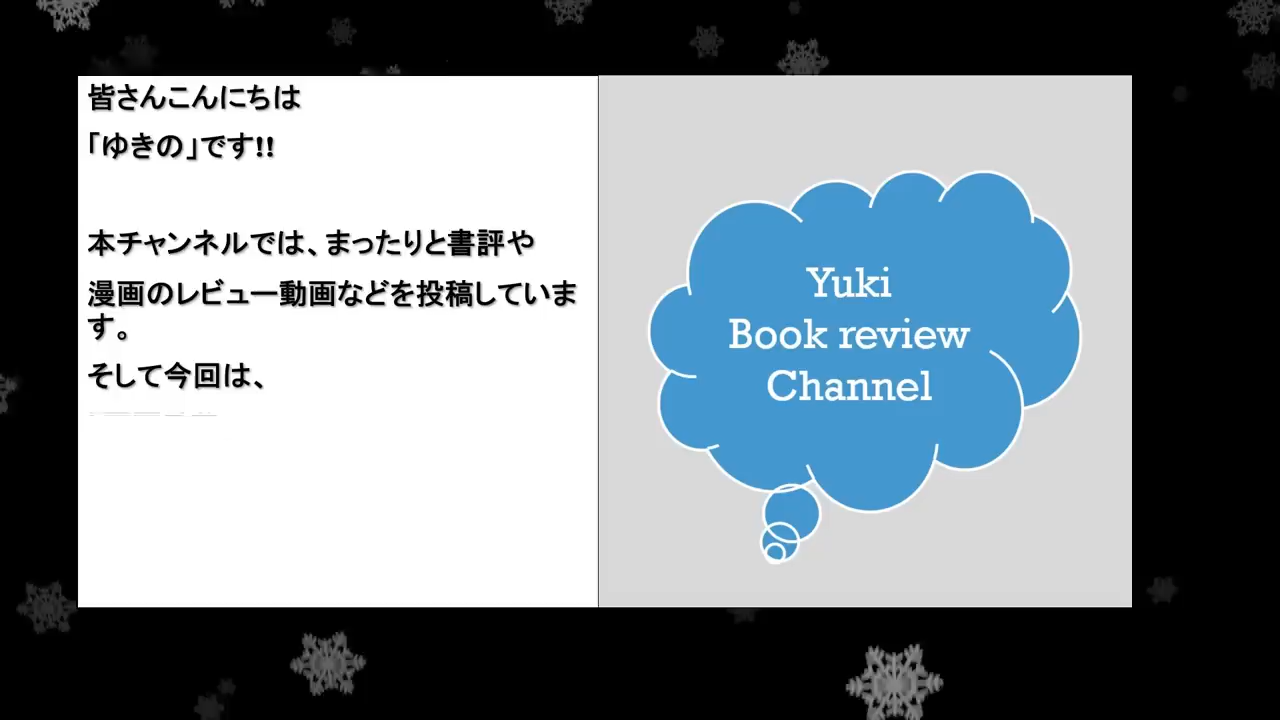 皆さんこんにちは
「ゆきの」です!!
本チャンネルでは、まったりと書評や
漫画のレビュー動画などを投稿していま
す。
そして今回は、
Yuki
Book review
Channel